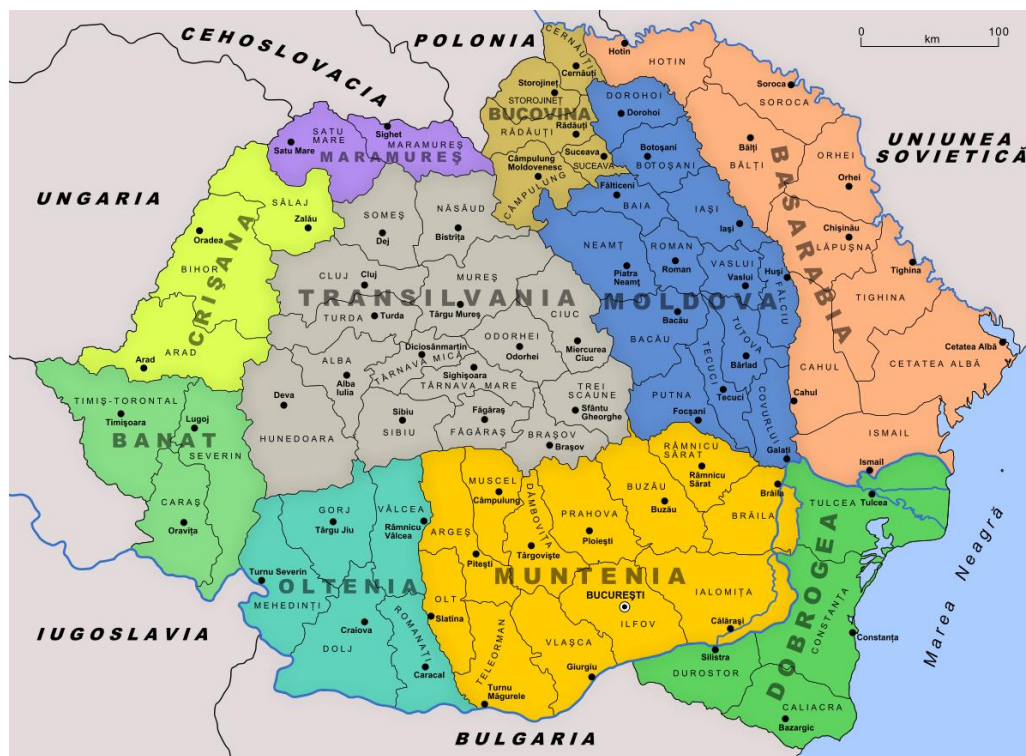 CEHOSLOVACIA
POLONIA
UNGARIA
UNIUNEA
SOVIETICĂ
IUGOSLAVIA
BULGARIA
Marea Neagră
0 100
km
MARAMUREȘ
SATU
MARE
Satu Mare
Sighet
MARAMUREȘ
BUCOVINA
CERNĂUȚI
Cernăuți
Storojineț
STOROJINEȚ
RĂDĂUȚI
Rădăuți
Suceava
SUCEAVA
Câmpulung
Moldovenesc
CÂMPULUNG
BASARABIA
Hotin
HOTIN
Soroca
SOROCA
Bălți
BĂLȚI
ORHEI
Orhei
Chișinău
LĂPUȘNA
Tighina
TIGHINA
Cetatea Albă
CETATEA ALBĂ
CAHUL
Cahul
ISMAIL
Ismail
MOLDOVA
DOROHOI
Dorohoi
Botoșani
BOTOȘANI
Fălticeni
BAIA
IAȘI
Iași
NEAMȚ
Piatra
Neamț
ROMAN
Roman
VASLUI
Vaslui
Huși
FĂLCIU
Bacău
BACĂU
TUTOVA
Bârlad
TECUCI
Tecuci
COVURLUI
PUTNA
Focșani
Galați
CRIȘANA
SĂLAJ
Zalău
Oradea
BIHOR
ARAD
Arad
TRANSILVANIA
SOMEȘ
Dej
NĂSĂUD
Bistrița
CLUJ
Cluj
MUREȘ
Târgu Mureș
TURDA
Turda
CIUC
Miercurea
Ciuc
ODORHEI
Odorhei
Diciosânmartin
TÂRNAVA MICĂ
Sighișoara
TÂRNAVA MARE
ALBA
Alba
Iulia
Deva
HUNEDOARA
Sibiu
SIBIU
Făgăraș
FĂGĂRAȘ
TREI
SCAUNE
Sfântu
Gheorghe
BRAȘOV
Brașov
BANAT
TIMIȘ-TORONTAL
Timișoara
Lugoj
SEVERIN
CARAȘ
Oravița
OLTENIA
GORJ
Târgu Jiu
VÂLCEA
Râmnicu
Vâlcea
Turnu Severin
MEHEDINȚI
Craiova
DOLJ
ROMANAȚI
Caracal
MUNTENIA
MUSCEL
Câmpulung
ARGEȘ
Pitești
DÂMBOVIȚA
Târgoviște
PRAHOVA
Ploiești
BUZĂU
Buzău
RÂMNICU
SĂRAT
Râmnicu
Sărat
Brăila
BRĂILA
OLT
Slatina
TELEORMAN
Turnu
Măgurele
VLAȘCA
Giurgiu
BUCUREȘTI
ILFOV
IALOMIȚA
Călărași
DOBROGEA
TULCEA
Tulcea
CONSTANȚA
Constanța
Silistra
DUROSTOR
CALIACRA
Bazargic